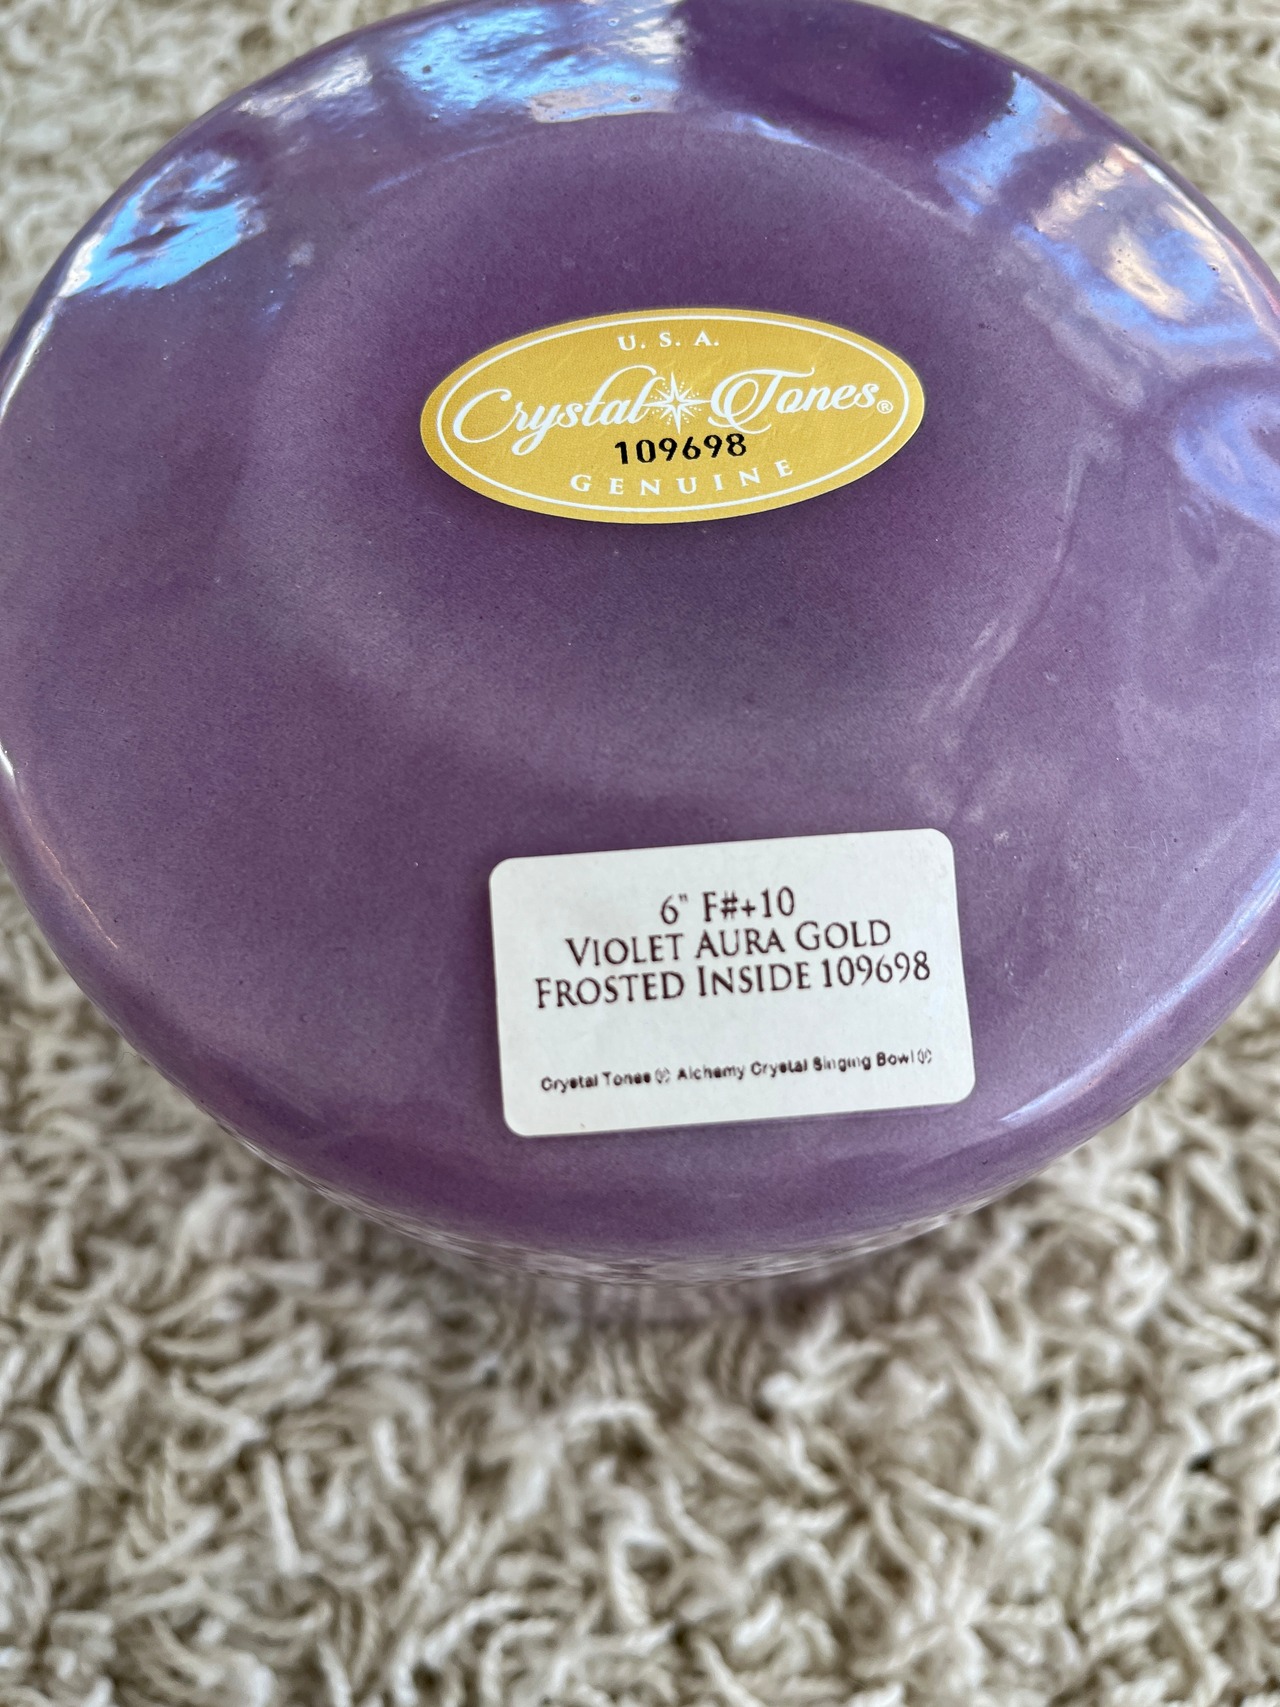 U. S. A.
Crystal Tones®
109698
GENUINE
6" F#+10
VIOLET AURA GOLD
FROSTED INSIDE 109698
Crystal Tones ® Alchemy Crystal Singing Bowl ®